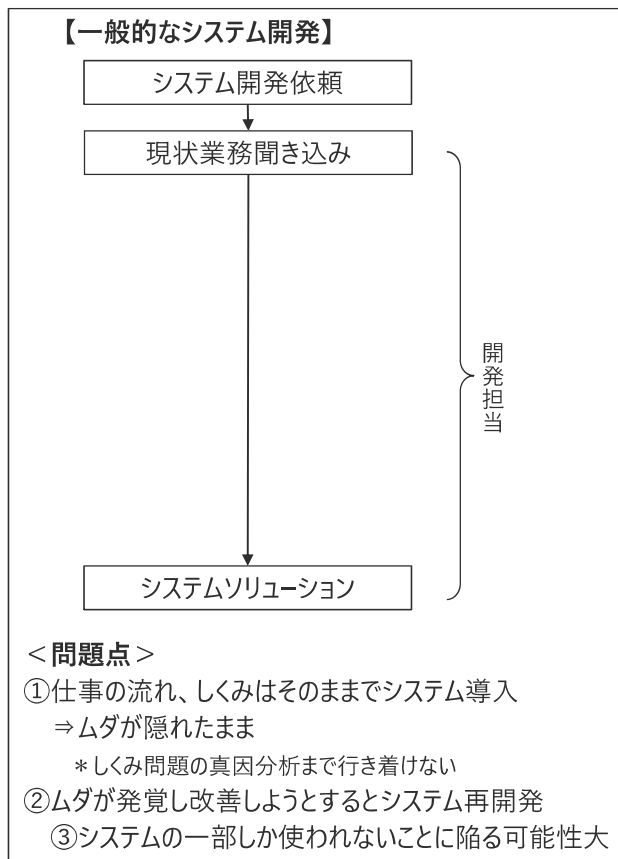 【一般的なシステム開発】
システム開発依頼
現状業務聞き込み
開発担当
システムソリューション
＜問題点＞
①仕事の流れ、しくみはそのままでシステム導入
⇒ムダが隠れたまま
＊しくみ問題の真因分析まで行き着けない
②ムダが発覚し改善しようとするとシステム再開発
③システムの一部しか使われないことに陥る可能性大